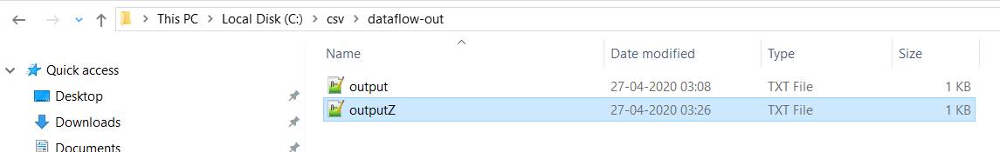 This PC > Local Disk (C:) > csv > dataflow-out
Name Date modified Type Size
Quick access
Desktop
Downloads
Documents
output 27-04-2020 03:08 TXT File 1 KB
outputZ 27-04-2020 03:26 TXT File 1 KB